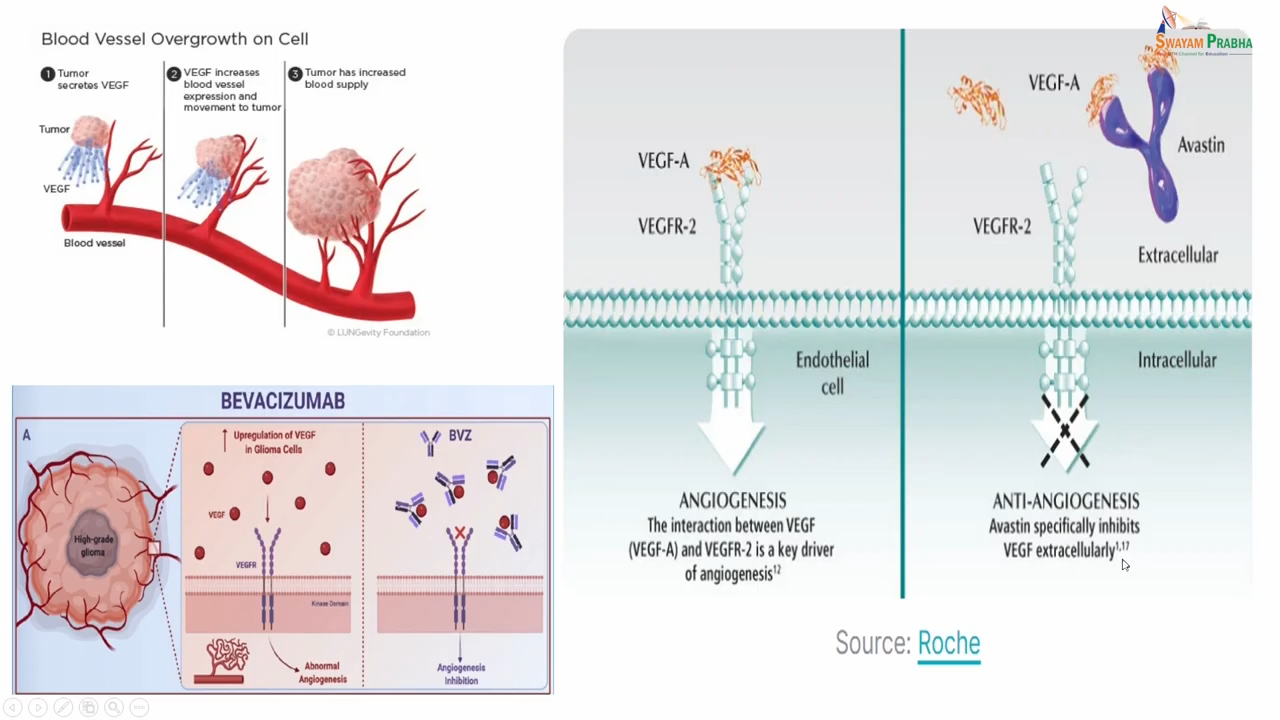 Blood Vessel Overgrowth on Cell
1 Tumor
secretes VEGF
2 VEGF increases
blood vessel
expression and
movement to tumor
3 Tumor has increased
blood supply
Tumor
VEGF
Blood vessel
© LUNGevity Foundation
BEVACIZUMAB
A
Upregulation of VEGF
in Glioma Cells
VEGF
High-grade
glioma
VEGFR
Kinase Domain
Abnormal
Angiogenesis
BVZ
Angiogenesis
Inhibition
SWAYAM PRABHA
VEGF-A
VEGFR-2
Endothelial
cell
ANGIOGENESIS
The interaction between VEGF
(VEGF-A) and VEGFR-2 is a key driver
of angiogenesis12
VEGF-A
Avastin
VEGFR-2
Extracellular
Intracellular
ANTI-ANGIOGENESIS
Avastin specifically inhibits
VEGF extracellularly1,17
Source: Roche